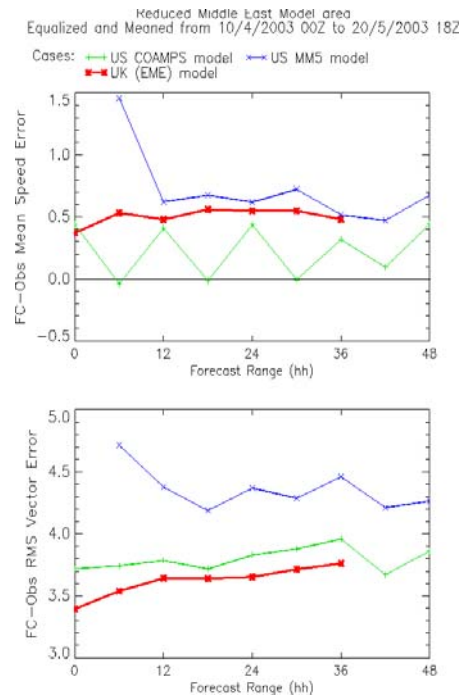 Reduced Middle East Model area
Equalized and Meaned from 10/4/2003 00Z to 20/5/2003 18Z
Cases: US COAMPS model US MM5 model
UK (EME) model
1.5
1.0
0.5
0.0
−0.5
FC−Obs Mean Speed Error
0 12 24 36 48
Forecast Range (hh)
5.0
4.5
4.0
3.5
3.0
FC−Obs RMS Vector Error
0 12 24 36 48
Forecast Range (hh)